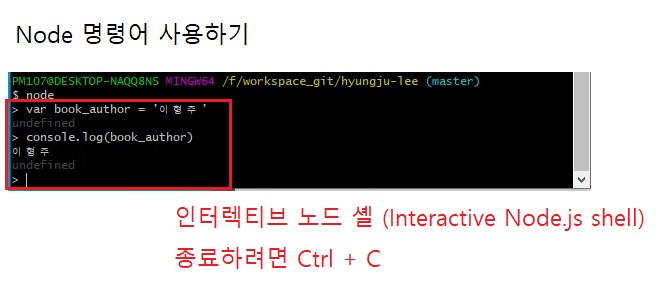 Node 명령어 사용하기
PM107@DESKTOP-NAQQ8NS MINGW64 /f/workspace_git/hyungju-lee (master)
$ node
> var book_author = '이형주'
undefined
> console.log(book_author)
이형주
undefined
>
인터렉티브 노드 셸 (Interactive Node.js shell)
종료하려면 Ctrl + C